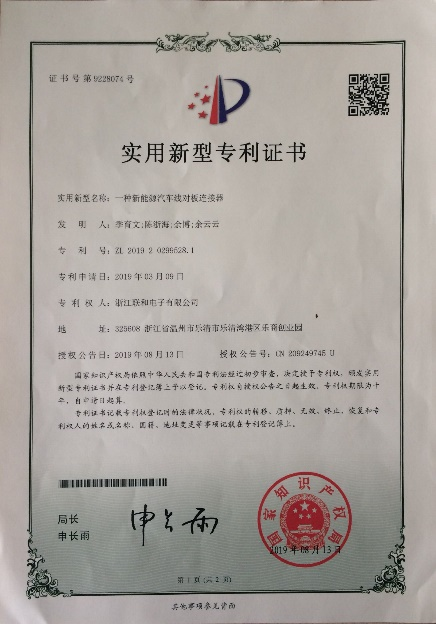 证书号第9228074号
实用新型专利证书
实用新型名称：一种新能源汽车线对板连接器
发 明 人：李育文;陈浙海;余博;余云云
专 利 号：ZL 2019 2 0299528.1
专利申请日：2019年03月09日
专 利 权 人：浙江联和电子有限公司
地 址：325608 浙江省温州市乐清市乐清湾港区乐商创业园
授权公告日：2019年08月13日 授权公告号：CN 209249745 U
国家知识产权局依照中华人民共和国专利法经过初步审查，决定授予专利权，颁发实用
新型专利证书并在专利登记簿上予以登记。专利权自授权公告之日起生效。专利权期限为十
年，自申请日起算。
专利证书记载专利权登记时的法律状况。专利权的转移、质押、无效、终止、恢复和专
利权人的姓名或名称、国籍、地址变更等事项记载在专利登记簿上。
局长
申长雨
申长雨
国家知识产权局
2019年08月13日
第 1 页 (共 2 页)
其他事项参见背面